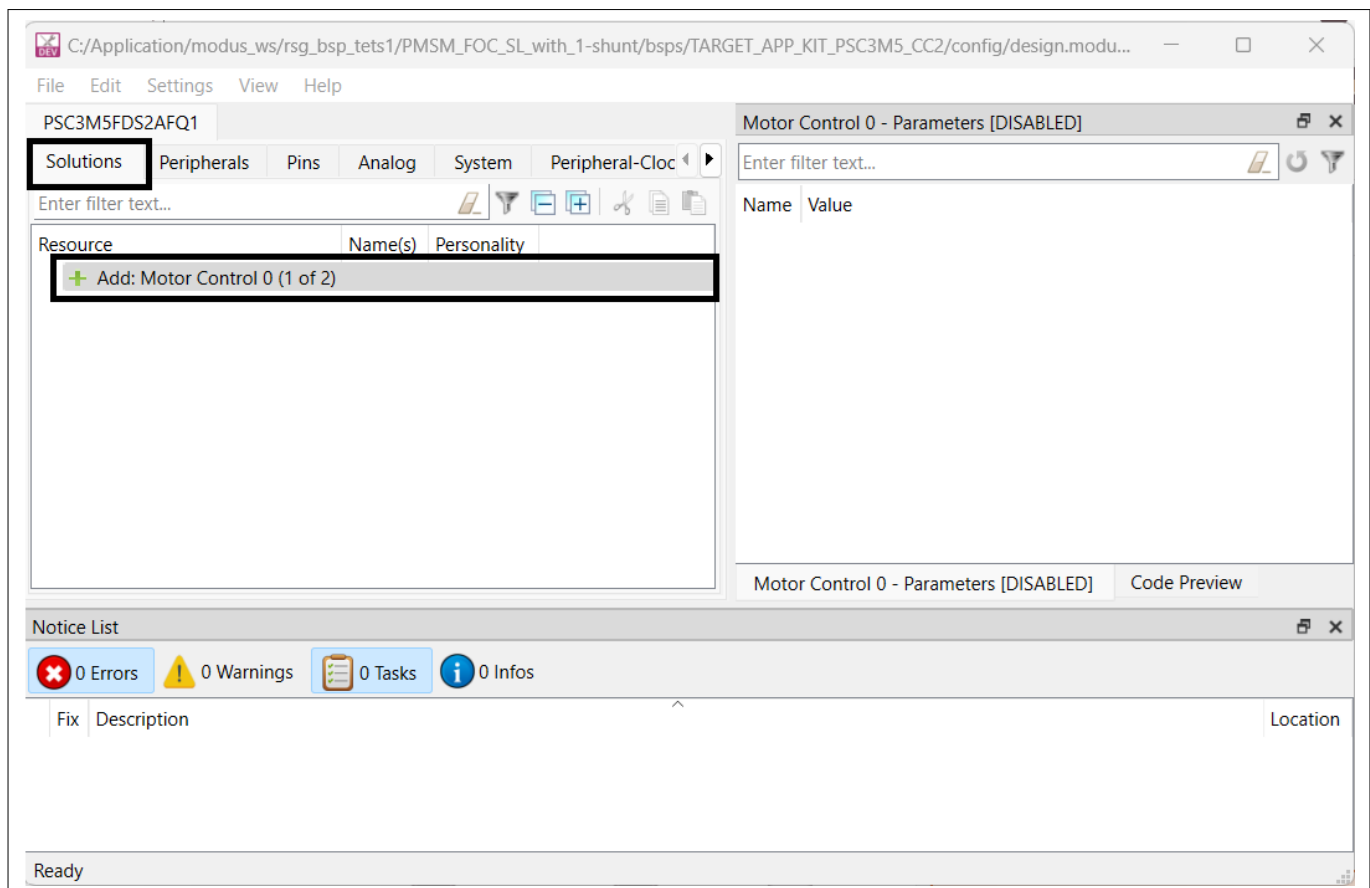 DEV C:/Application/modus_ws/rsg_bsp_tets1/PMSM_FOC_SL_with_1-shunt/bsps/TARGET_APP_KIT_PSC3M5_CC2/config/design.modu...
File Edit Settings View Help
PSC3M5FDS2AFQ1
Solutions Peripherals Pins Analog System Peripheral-Cloc
Enter filter text...
Resource Name(s) Personality
Add: Motor Control 0 (1 of 2)
Motor Control 0 - Parameters [DISABLED]
Enter filter text...
Name Value
Motor Control 0 - Parameters [DISABLED] Code Preview
Notice List
0 Errors 0 Warnings 0 Tasks 0 Infos
Fix Description Location
Ready